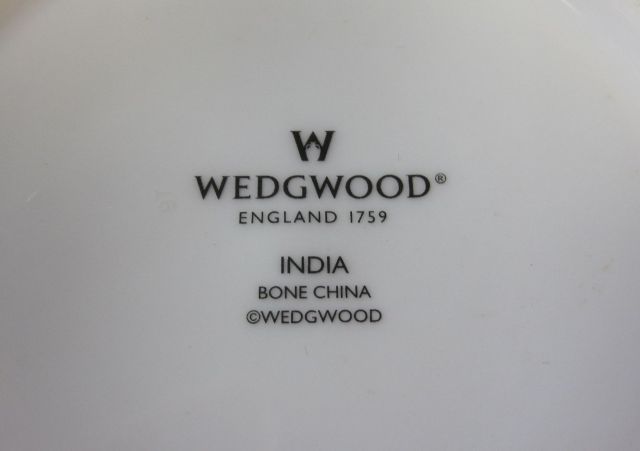 W
WEDGWOOD®
ENGLAND 1759
INDIA
BONE CHINA
©WEDGWOOD